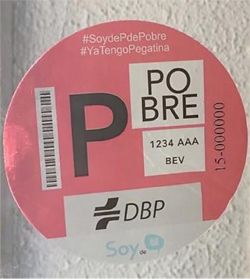 #SoydePdePobre
#YaTengoPegatina
P
PO
BRE
1234 AAA
BEV
15-000000
DBP
Soy de